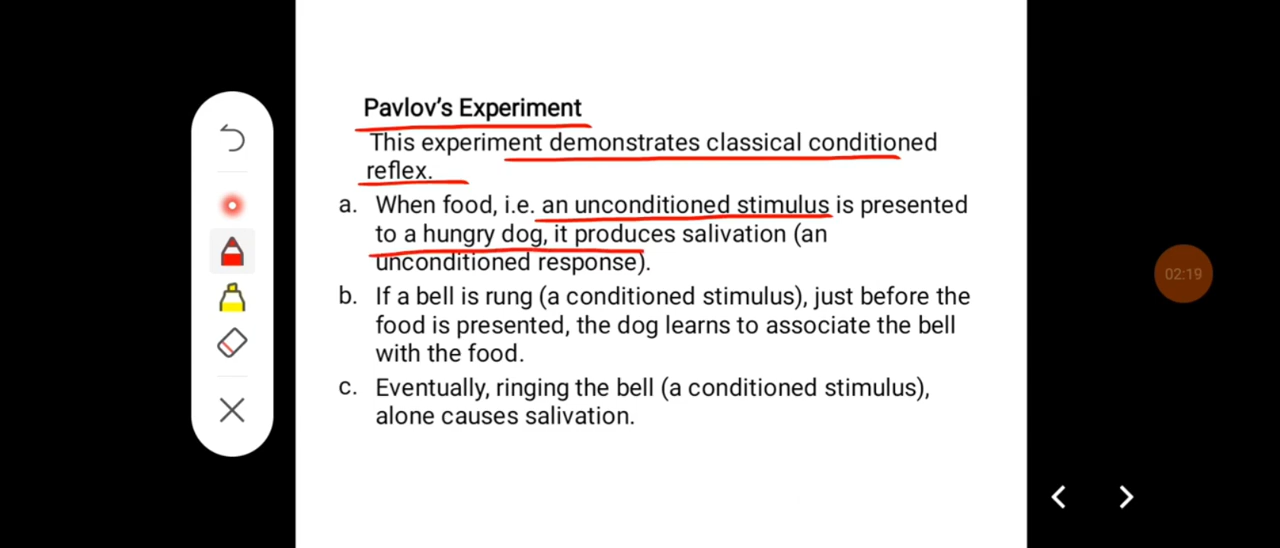 Pavlov's Experiment
This experiment demonstrates classical conditioned
reflex.
a. When food, i.e. an unconditioned stimulus is presented
to a hungry dog, it produces salivation (an
unconditioned response).
b. If a bell is rung (a conditioned stimulus), just before the
food is presented, the dog learns to associate the bell
with the food.
c. Eventually, ringing the bell (a conditioned stimulus),
alone causes salivation.
02:19